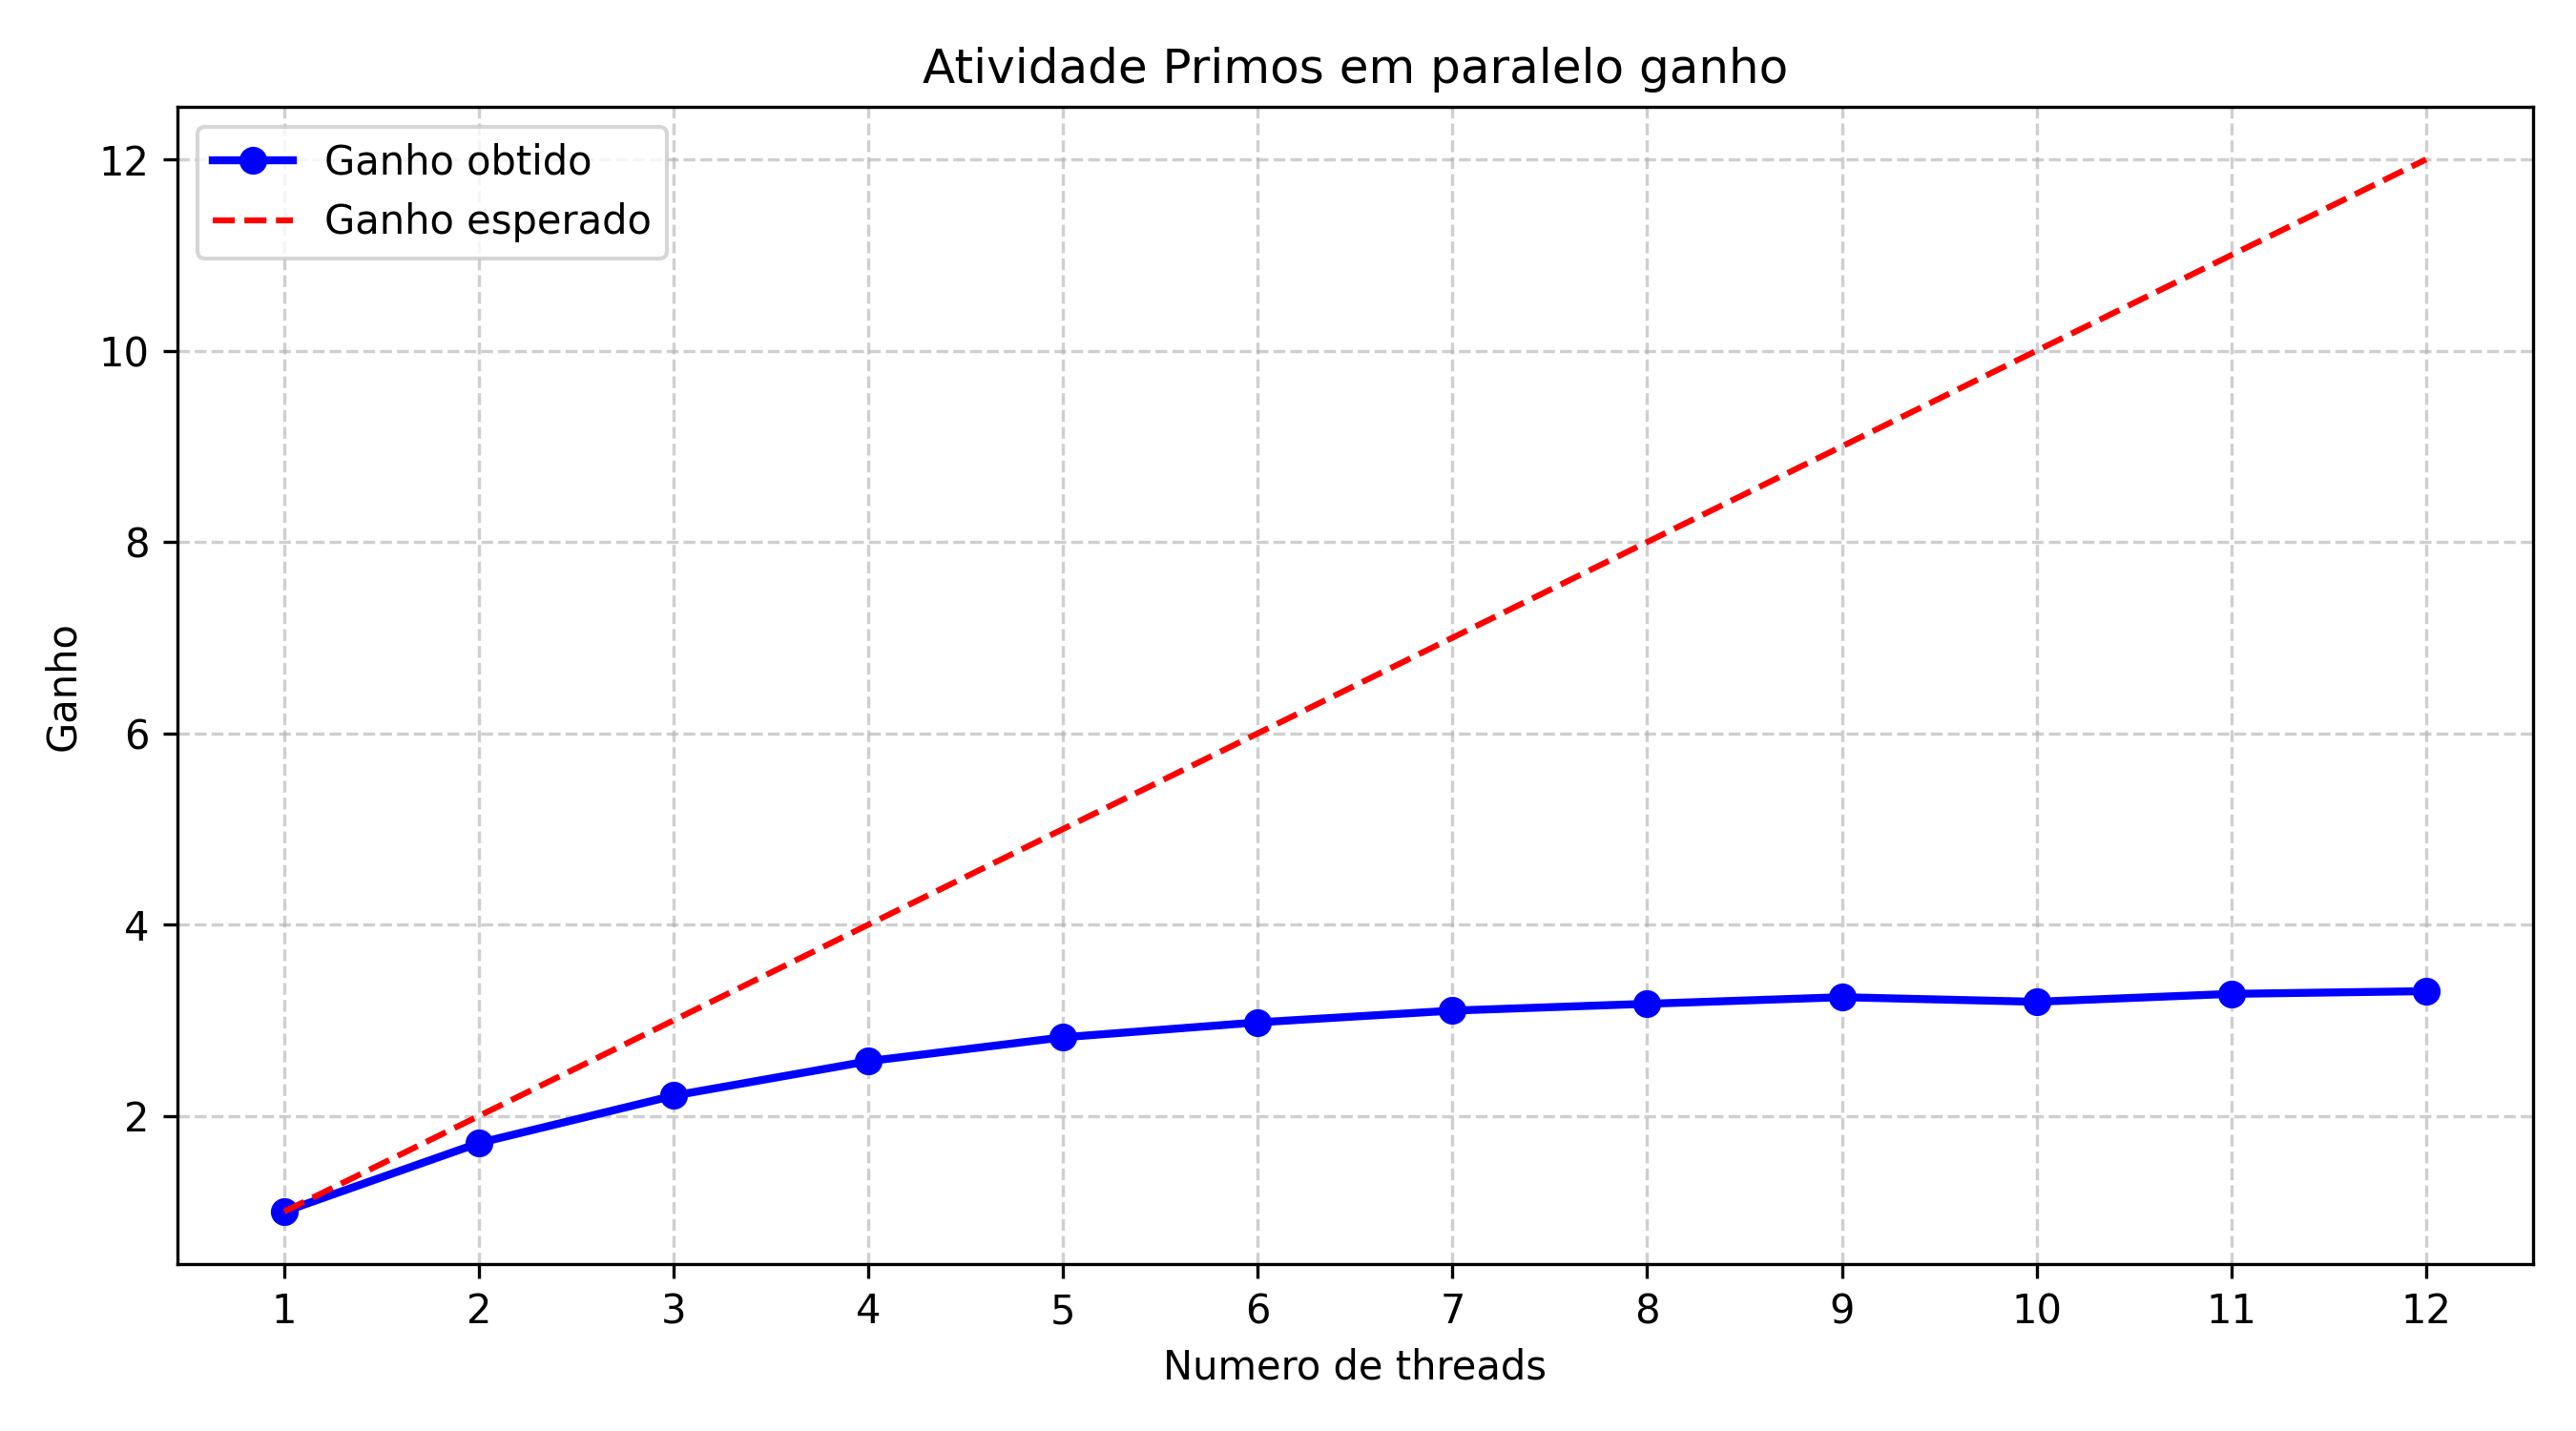 Atividade Primos em paralelo ganho
Ganho obtido
Ganho esperado
12
10
8
6
4
2
Ganho
1 2 3 4 5 6 7 8 9 10 11 12
Numero de threads